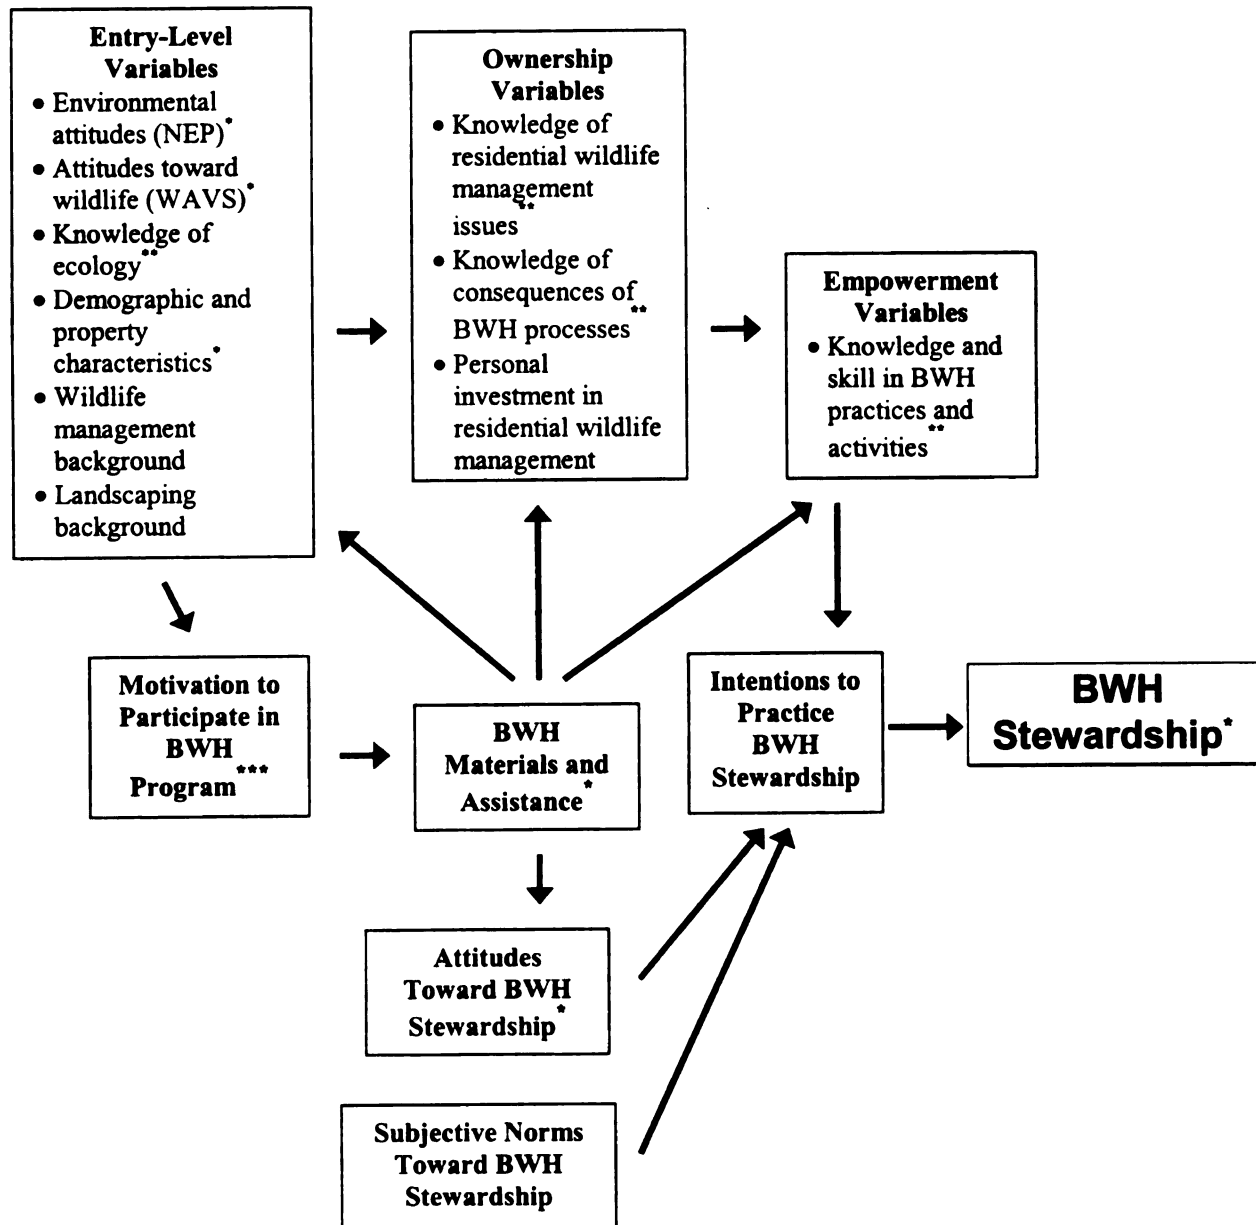 Entry-Level
Variables
• Environmental
attitudes (NEP)*
• Attitudes toward
wildlife (WAVS)*
• Knowledge of
ecology**
• Demographic and
property
characteristics*
• Wildlife
management
background
• Landscaping
background
Ownership
Variables
• Knowledge of
residential wildlife
management
issues**
• Knowledge of
consequences of
BWH processes**
• Personal
investment in
residential wildlife
management
Empowerment
Variables
• Knowledge and
skill in BWH
practices and
activities**
Motivation to
Participate in
BWH
Program***
BWH
Materials and
Assistance*
Intentions to
Practice
BWH
Stewardship
BWH
Stewardship*
Attitudes
Toward BWH
Stewardship*
Subjective Norms
Toward BWH
Stewardship